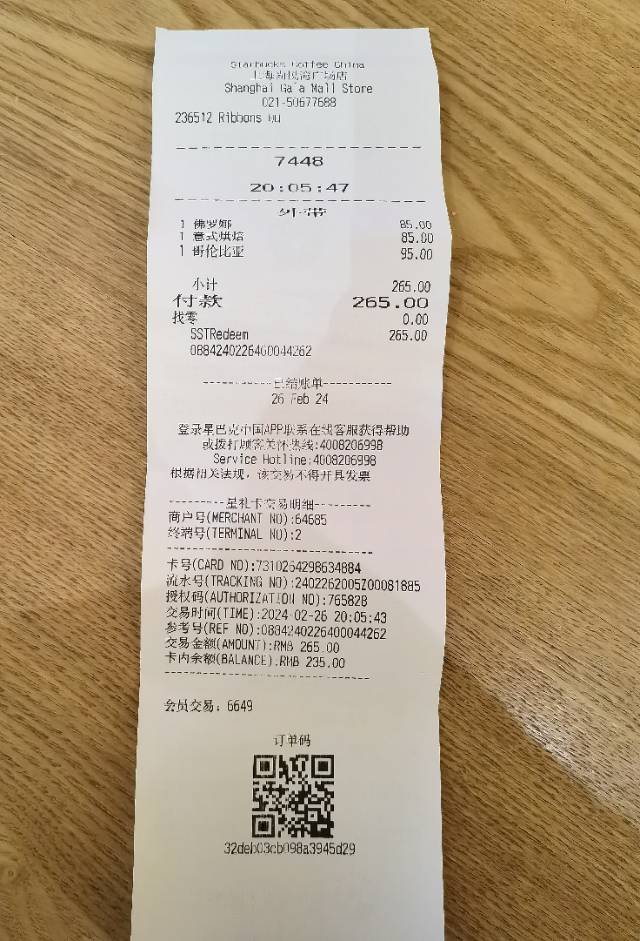 Starbucks Coffee China
上海尚悦湾广场店
Shanghai Gala Mall Store
021-50677688
236512 Ribbons Wu
7448
20:05:47
外带
1 佛罗娜 85.00
1 意式烘焙 85.00
1 哥伦比亚 95.00
小计 265.00
付款 265.00
找零 0.00
SSTRedeem 265.00
0884240226400044262
----------已结账单----------
26 Feb 24
登录星巴克中国APP联系在线客服获得帮助
或拨打顾客关怀热线:4008206998
Service Hotline:4008206998
根据相关法规，该交易不得开具发票
--------星礼卡交易明细--------
商户号(MERCHANT NO):64685
终端号(TERMINAL NO):2
卡号(CARD NO):7310264298634884
流水号(TRACKING NO):2402262005Z00081885
授权码(AUTHORIZATION NO):765828
交易时间(TIME):2024-02-26 20:05:43
参考号(REF NO):0884240226400044262
交易金额(AMOUNT):RMB 265.00
卡内余额(BALANCE):RMB 235.00
会员交易：6649
订单码
32deb03cb098a3945d29